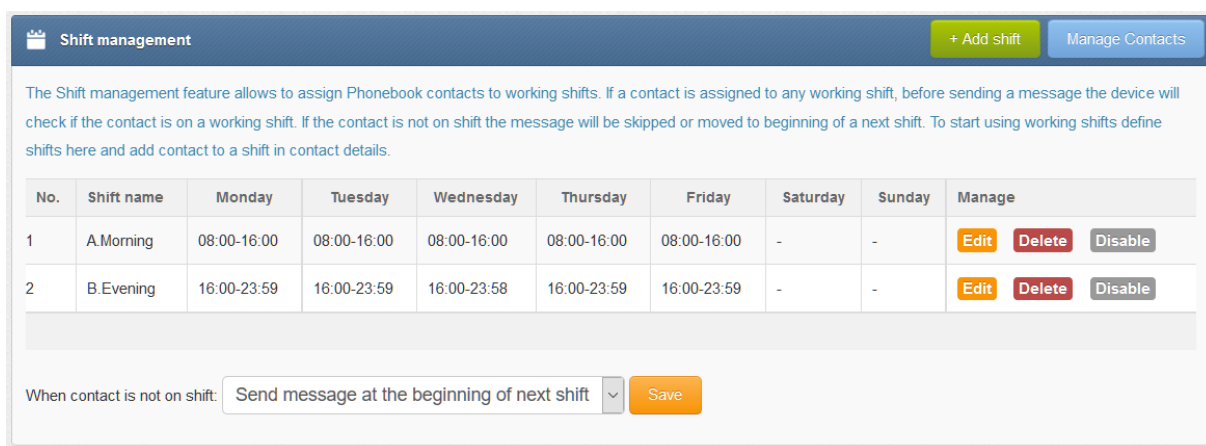 Shift management + Add shift Manage Contacts
The Shift management feature allows to assign Phonebook contacts to working shifts. If a contact is assigned to any working shift, before sending a message the device will
check if the contact is on a working shift. If the contact is not on shift the message will be skipped or moved to beginning of a next shift. To start using working shifts define
shifts here and add contact to a shift in contact details.
No. Shift name Monday Tuesday Wednesday Thursday Friday Saturday Sunday Manage
1 A.Morning 08:00-16:00 08:00-16:00 08:00-16:00 08:00-16:00 08:00-16:00 - - Edit Delete Disable
2 B.Evening 16:00-23:59 16:00-23:59 16:00-23:58 16:00-23:59 16:00-23:59 - - Edit Delete Disable
When contact is not on shift: Send message at the beginning of next shift Save